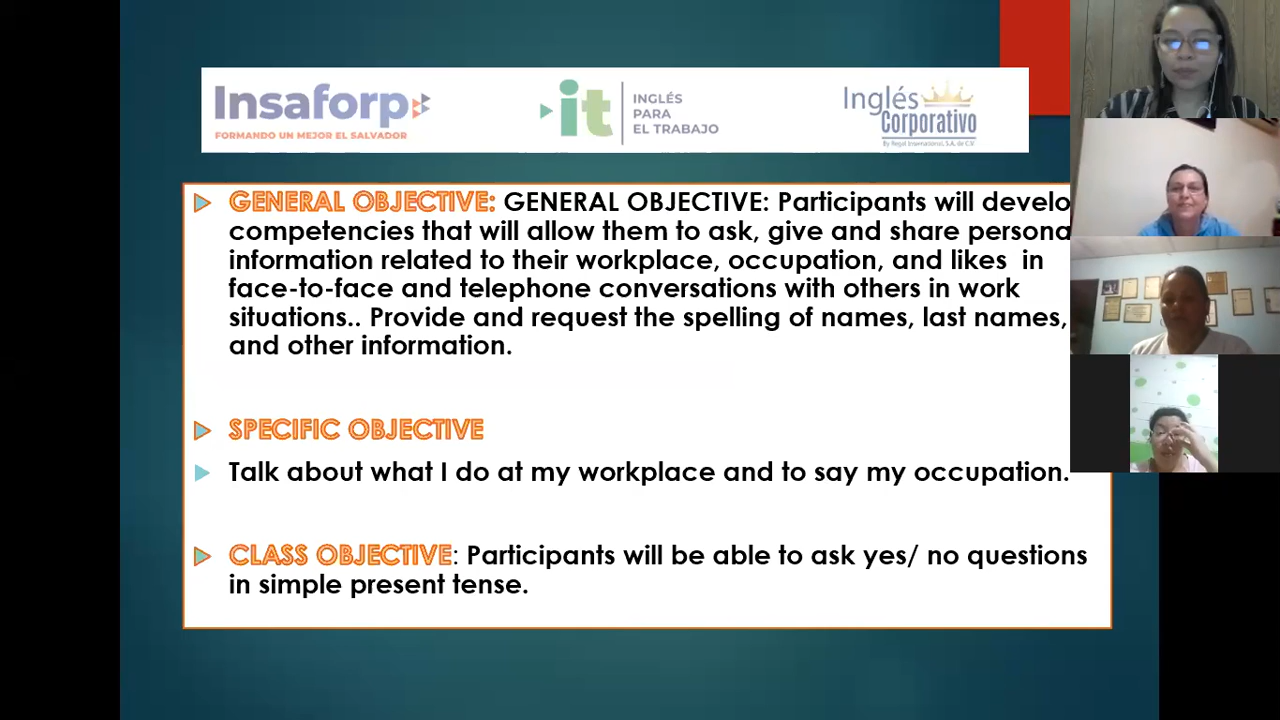 Insaforp
FORMANDO UN MEJOR EL SALVADOR
it
INGLÉS
PARA
EL TRABAJO
Inglés
Corporativo
By Regal International, S.A. de C.V.
GENERAL OBJECTIVE: GENERAL OBJECTIVE: Participants will develo
competencies that will allow them to ask, give and share persona
information related to their workplace, occupation, and likes in
face-to-face and telephone conversations with others in work
situations.. Provide and request the spelling of names, last names,
and other information.
SPECIFIC OBJECTIVE
Talk about what I do at my workplace and to say my occupation.
CLASS OBJECTIVE: Participants will be able to ask yes/ no questions
in simple present tense.